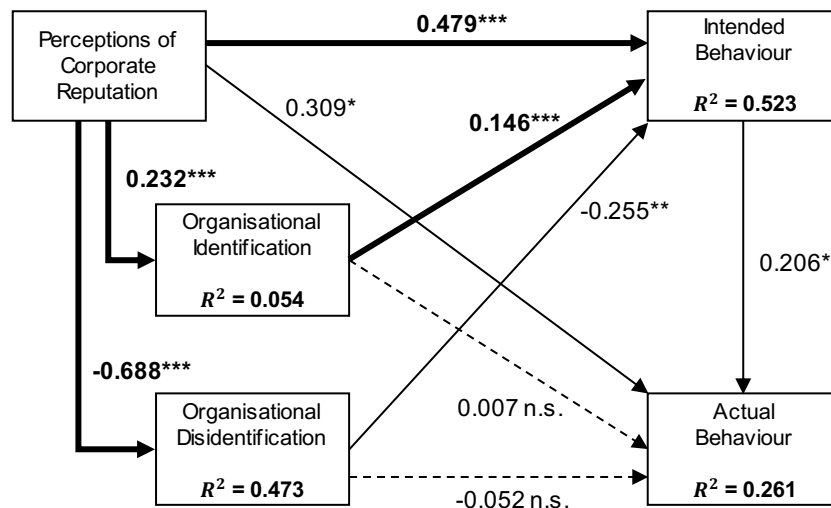 Perceptions of
Corporate
Reputation
0.479***
Intended
Behaviour
R² = 0.523
0.309*
0.146***
0.232***
Organisational
Identification
R² = 0.054
-0.255**
0.206*
-0.688***
Organisational
Disidentification
R² = 0.473
0.007 n.s.
-0.052 n.s.
Actual
Behaviour
R² = 0.261